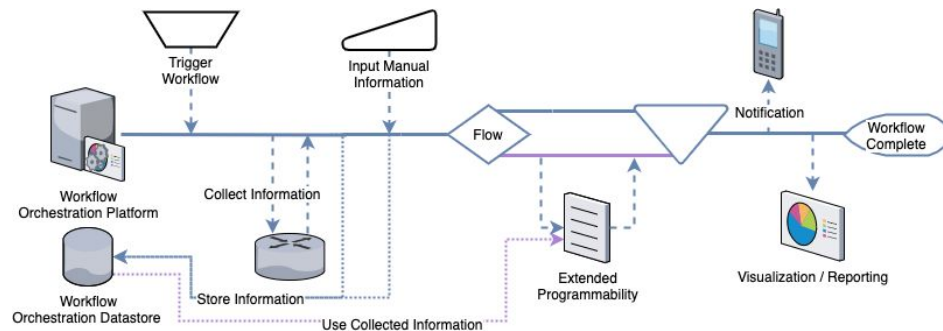 Trigger
Workflow
Input Manual
Information
Notification
Flow
Workflow
Complete
Collect Information
Workflow
Orchestration Platform
Extended
Programmability
Visualization / Reporting
Store Information
Workflow
Orchestration Datastore
Use Collected Information